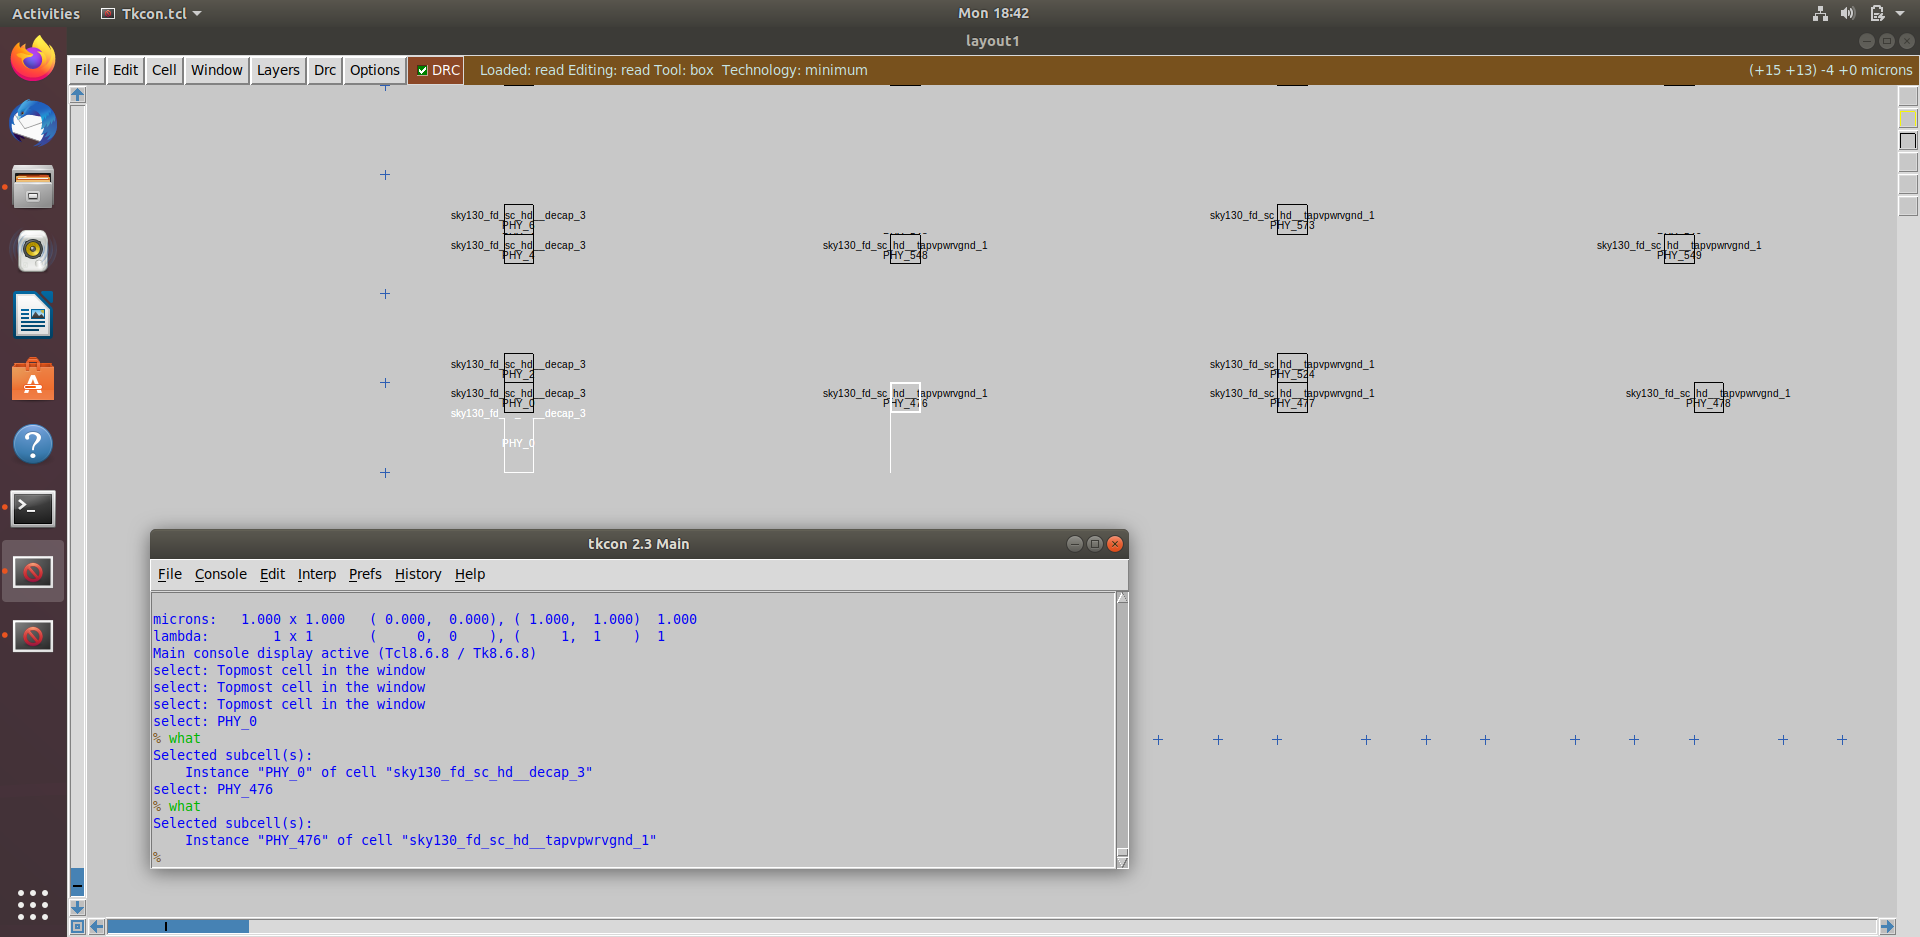 Activities
Tkcon.tcl
Mon 18:42
layout1
File Edit Cell Window Layers Drc Options DRC Loaded: read Editing: read Tool: box Technology: minimum (+15 +13) -4 +0 microns
sky130_fd_sc_hd__decap_3
PHY_6
sky130_fd_sc_hd__tapvpwrvgnd_1
PHY_573
sky130_fd_sc_hd__decap_3
PHY_4
sky130_fd_sc_hd__tapvpwrvgnd_1
PHY_548
sky130_fd_sc_hd__tapvpwrvgnd_1
PHY_549
sky130_fd_sc_hd__decap_3
PHY_2
sky130_fd_sc_hd__tapvpwrvgnd_1
PHY_524
sky130_fd_sc_hd__decap_3
PHY_0
sky130_fd_sc_hd__tapvpwrvgnd_1
PHY_476
sky130_fd_sc_hd__tapvpwrvgnd_1
PHY_477
sky130_fd_sc_hd__tapvpwrvgnd_1
PHY_478
sky130_fd_ _ __decap_3
PHY_0
tkcon 2.3 Main
File Console Edit Interp Prefs History Help
microns: 1.000 x 1.000 ( 0.000, 0.000), ( 1.000, 1.000) 1.000
lambda: 1 x 1 ( 0, 0 ), ( 1, 1 ) 1
Main console display active (Tcl8.6.8 / Tk8.6.8)
select: Topmost cell in the window
select: Topmost cell in the window
select: Topmost cell in the window
select: PHY_0
% what
Selected subcell(s):
Instance "PHY_0" of cell "sky130_fd_sc_hd__decap_3"
select: PHY_476
% what
Selected subcell(s):
Instance "PHY_476" of cell "sky130_fd_sc_hd__tapvpwrvgnd_1"
%